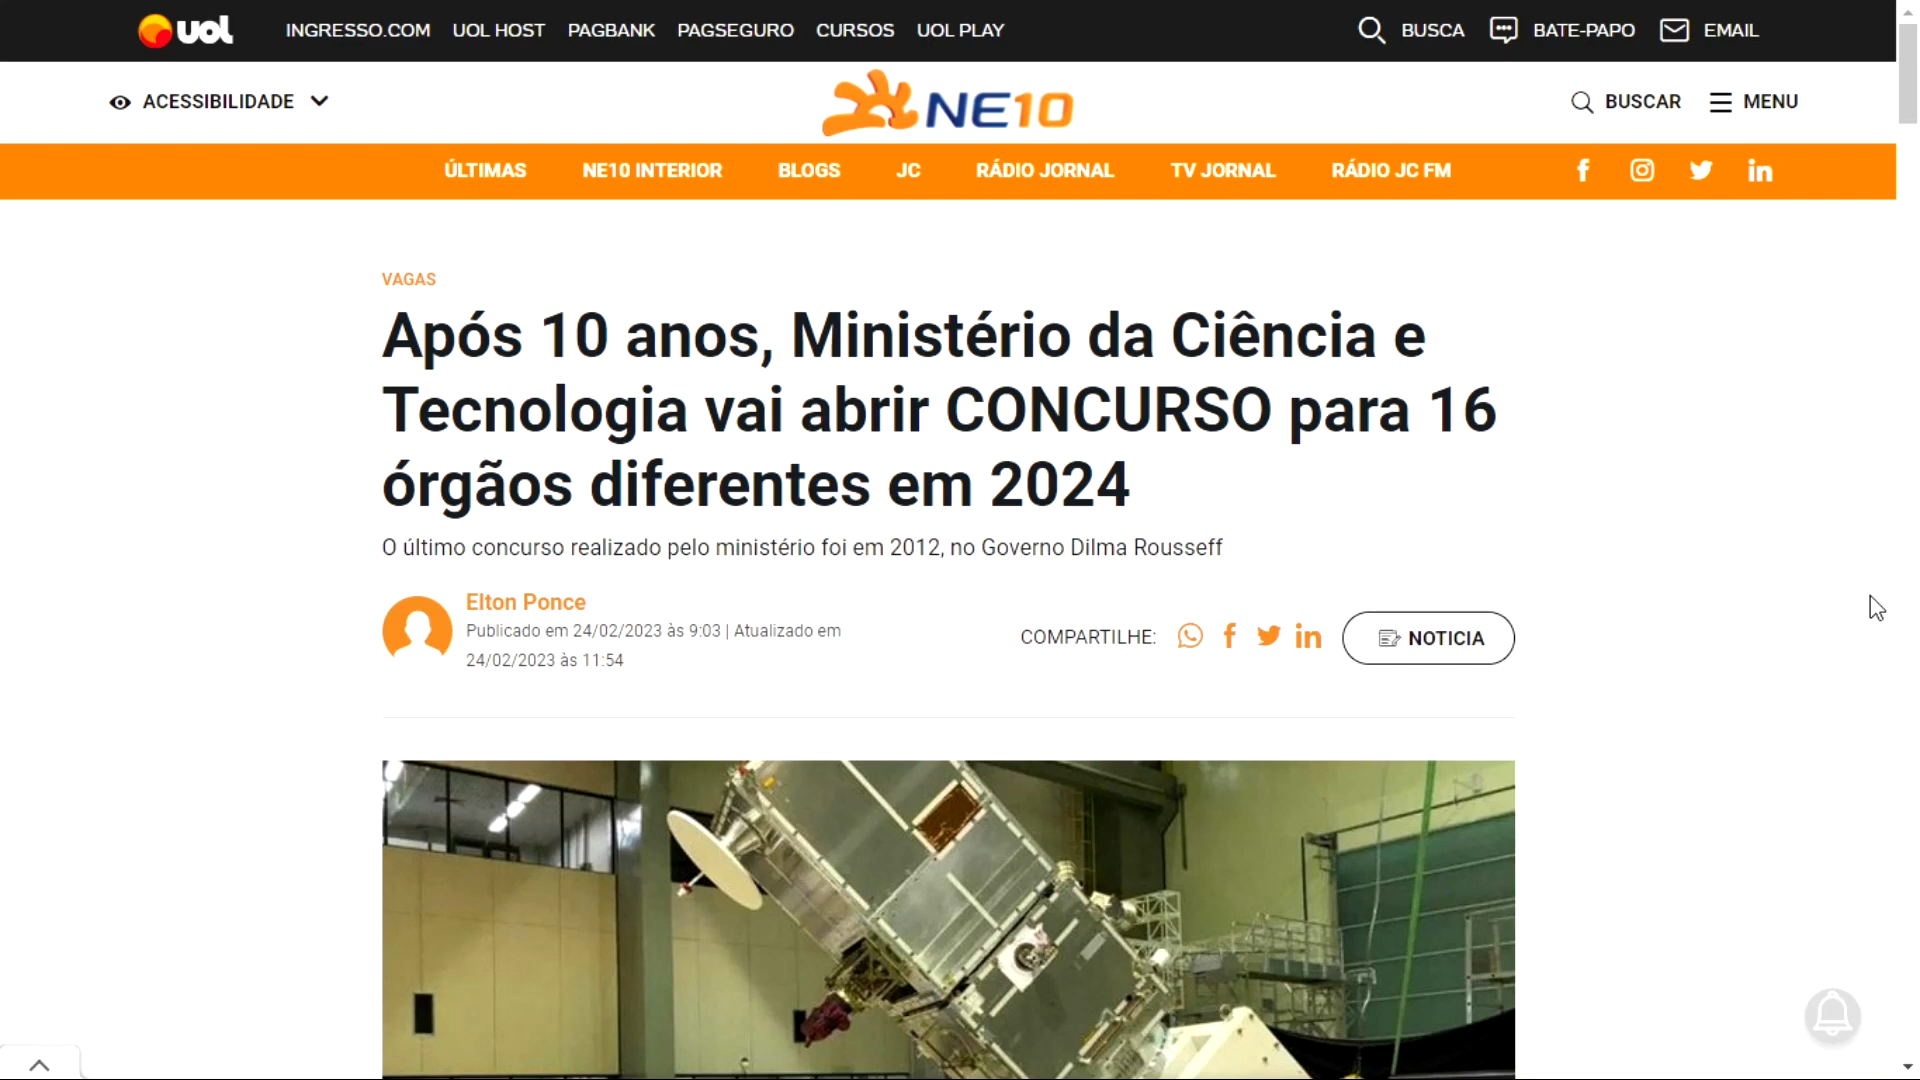 uol INGRESSO.COM UOL HOST PAGBANK PAGSEGURO CURSOS UOL PLAY BUSCA BATE-PAPO EMAIL
ACESSIBILIDADE NE10 BUSCAR MENU
ÚLTIMAS NE10 INTERIOR BLOGS JC RÁDIO JORNAL TV JORNAL RÁDIO JC FM
VAGAS
Após 10 anos, Ministério da Ciência e
Tecnologia vai abrir CONCURSO para 16
órgãos diferentes em 2024
O último concurso realizado pelo ministério foi em 2012, no Governo Dilma Rousseff
Elton Ponce
Publicado em 24/02/2023 às 9:03 | Atualizado em
24/02/2023 às 11:54
COMPARTILHE: NOTICIA